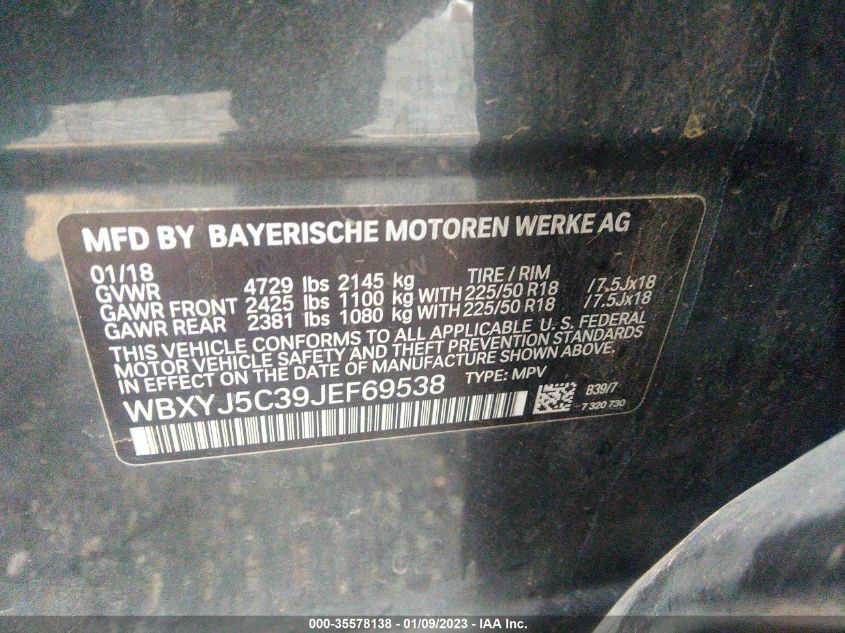 MFD BY BAYERISCHE MOTOREN WERKE AG
01/18 TIRE / RIM
GVWR 4729 lbs 2145 kg
GAWR FRONT 2425 lbs 1100 kg WITH 225/50 R18 /7.5Jx18
GAWR REAR 2381 lbs 1080 kg WITH 225/50 R18 /7.5Jx18
THIS VEHICLE CONFORMS TO ALL APPLICABLE U. S. FEDERAL
MOTOR VEHICLE SAFETY AND THEFT PREVENTION STANDARDS
IN EFFECT ON THE DATE OF MANUFACTURE SHOWN ABOVE.
WBXYJ5C39JEF69538 TYPE: MPV
B39/7
7 320 730
000-35578138 - 01/09/2023 - IAA Inc.